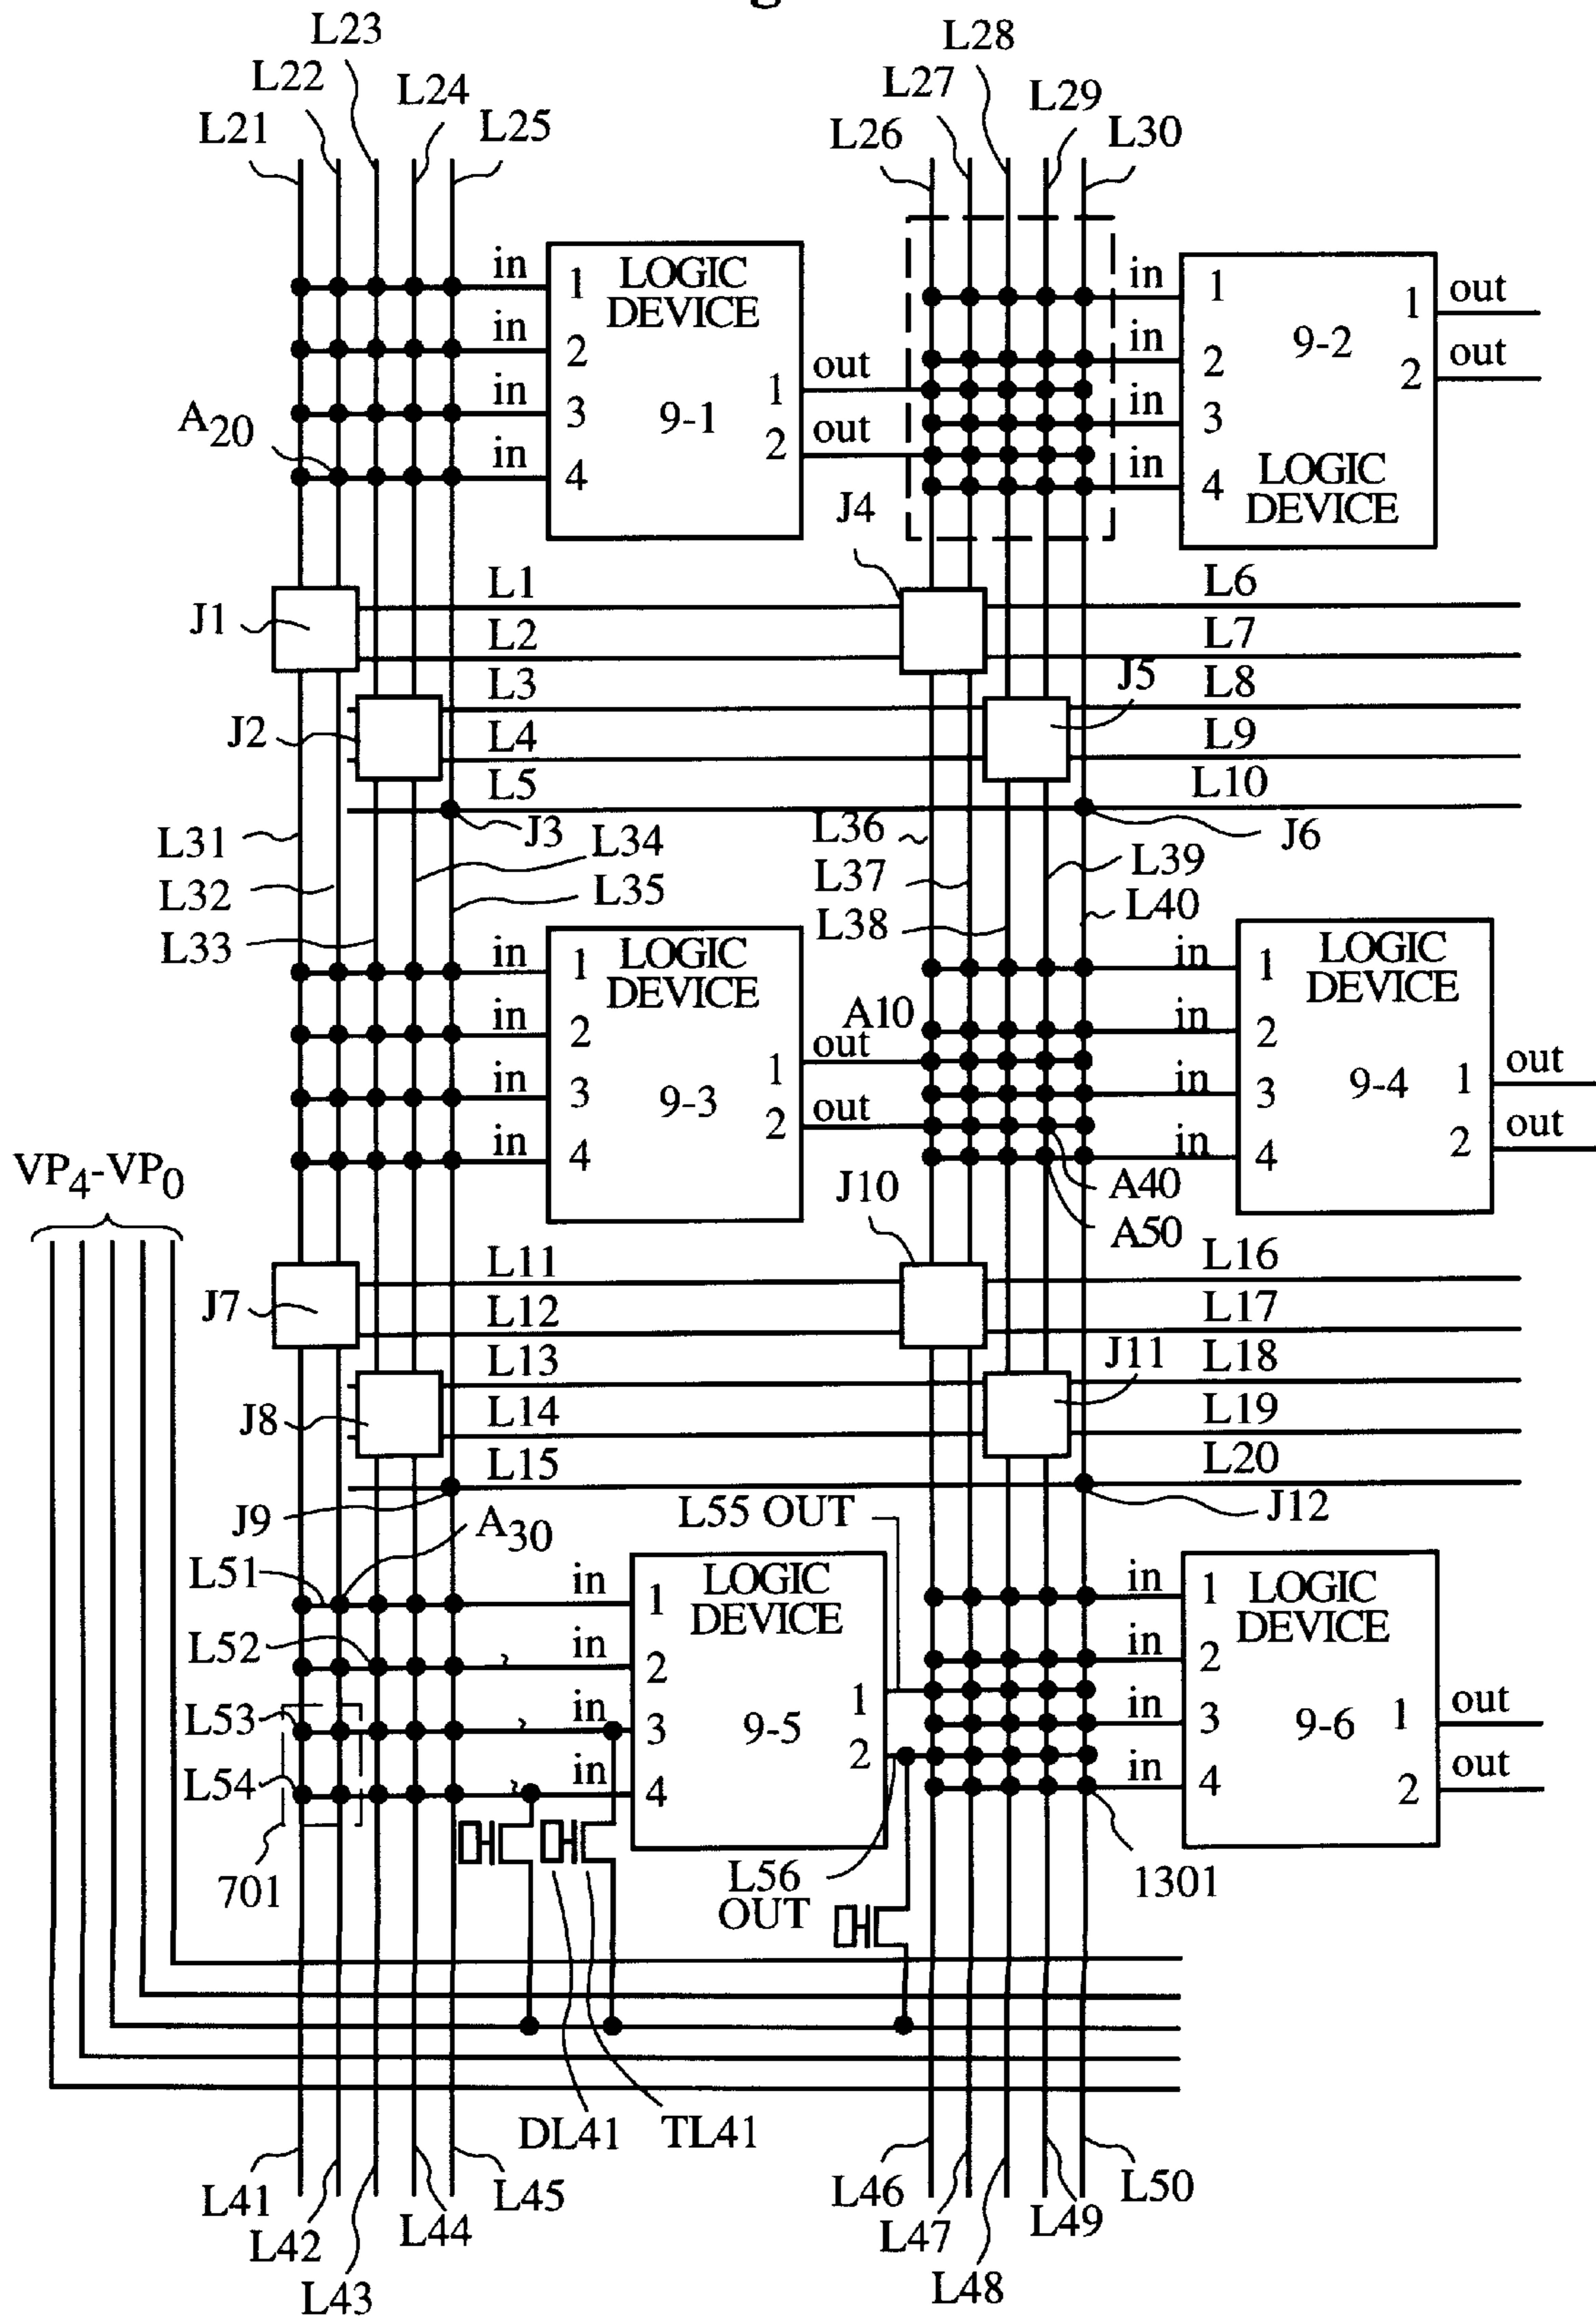 L23
L28
L22
L27
L24
L29
L21
L25
L26
L30
in
1
LOGIC
DEVICE
in
2
in
3
9-1
1
out
in
4
2
out
A20
in
1
1
out
in
2
9-2
2
out
in
3
in
4
LOGIC
DEVICE
J4
J1
L1
L6
L2
L7
L3
J5
L8
J2
L4
L9
L5
L10
J3
J6
L31
L34
L36
L32
L35
L37
L39
L33
L38
L40
in
1
LOGIC
DEVICE
in
2
in
3
9-3
1
out
in
4
2
out
A10
in
1
LOGIC
DEVICE
in
2
in
3
9-4
1
out
in
4
2
out
VP4-VP0
J10
A40
A50
L11
L16
J7
L12
L17
L13
J11
L18
J8
L14
L19
L15
L20
J9
A30
L55 OUT
J12
L51
in
1
LOGIC
DEVICE
L52
in
2
L53
in
3
9-5
1
L54
in
4
2
in
1
LOGIC
DEVICE
in
2
in
3
9-6
1
out
in
4
2
out
701
L56
OUT
1301
DL41
TL41
L41
L45
L46
L50
L42
L44
L47
L49
L43
L48